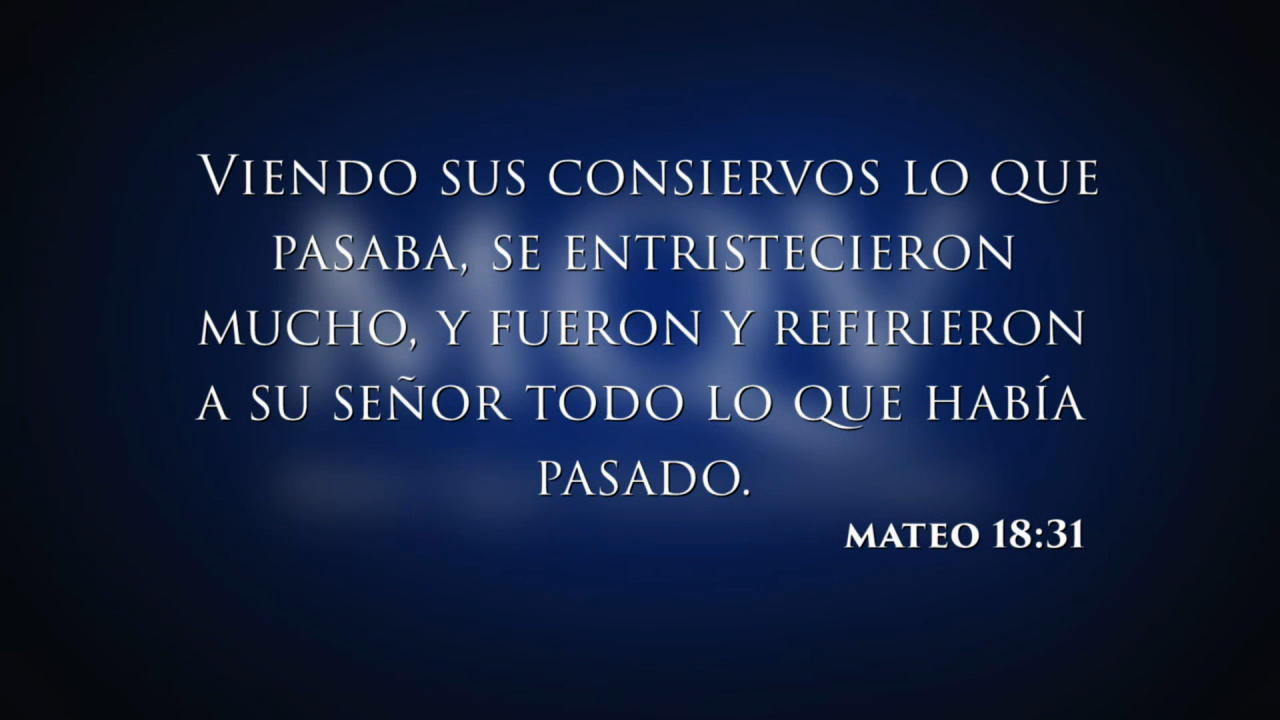 Viendo sus consiervos lo que
pasaba, se entristecieron
mucho, y fueron y refirieron
a su señor todo lo que había
pasado.
Mateo 18:31